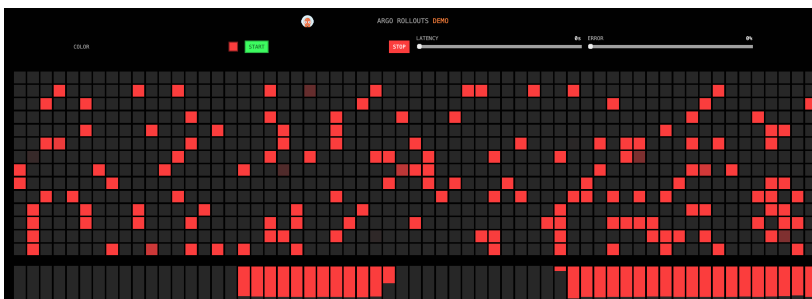 ARGO ROLLOUTS DEMO
COLOR
START
STOP
LATENCY
0s
ERROR
0%